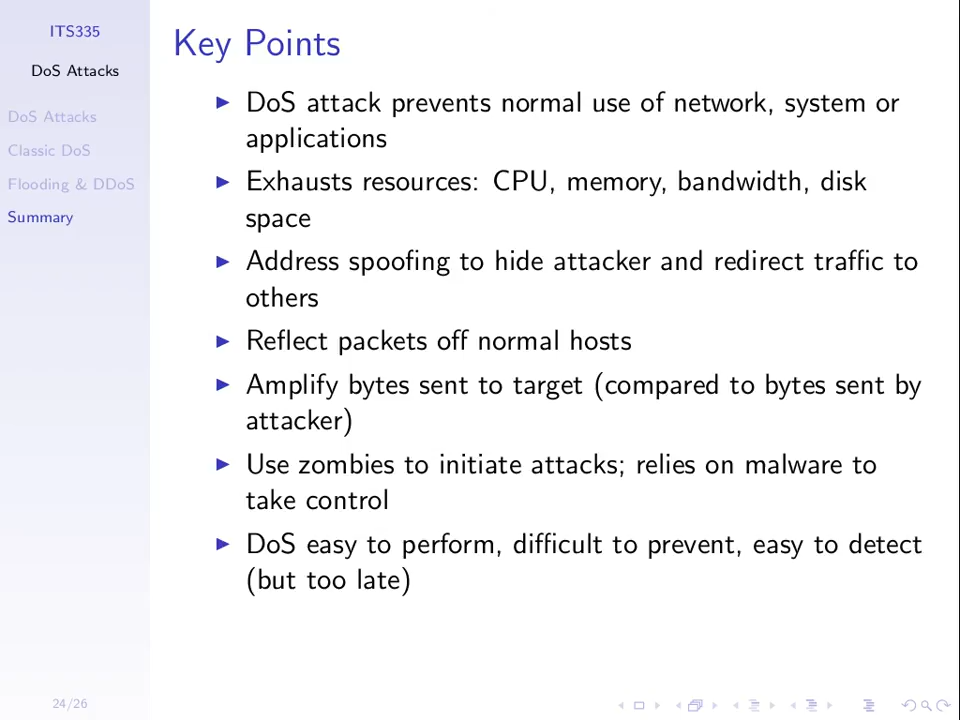 ITS335
DoS Attacks
DoS Attacks
Classic DoS
Flooding & DDoS
Summary
Key Points
DoS attack prevents normal use of network, system or
applications
Exhausts resources: CPU, memory, bandwidth, disk
space
Address spoofing to hide attacker and redirect traffic to
others
Reflect packets off normal hosts
Amplify bytes sent to target (compared to bytes sent by
attacker)
Use zombies to initiate attacks; relies on malware to
take control
DoS easy to perform, difficult to prevent, easy to detect
(but too late)
24/26